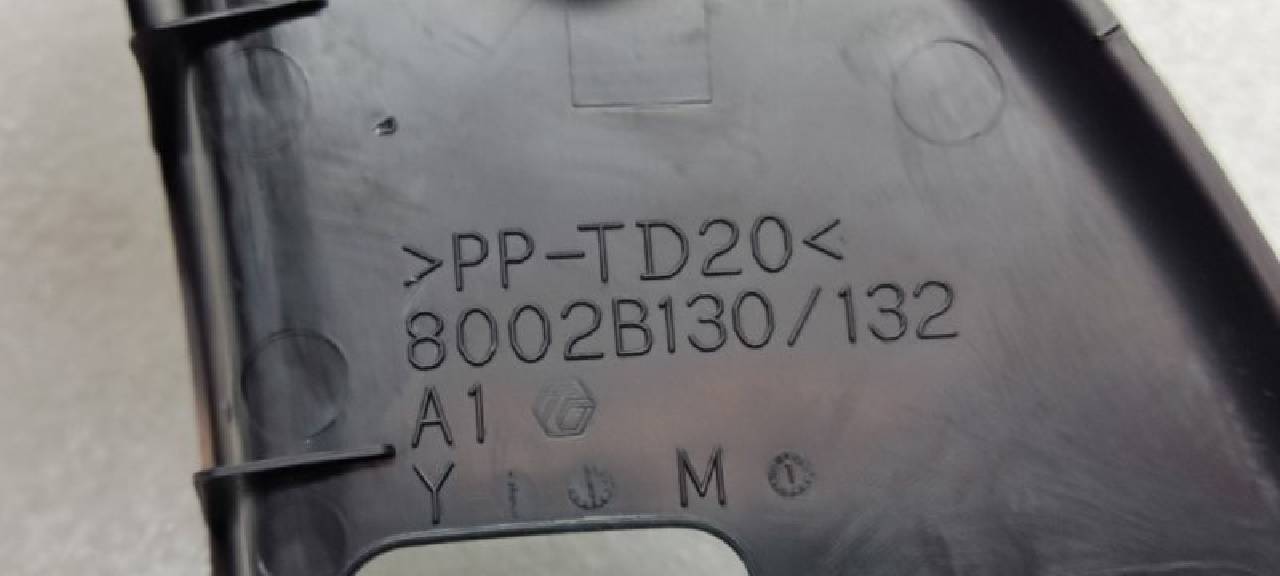 >PP-TD20<
8002B130/132
A1
Y M